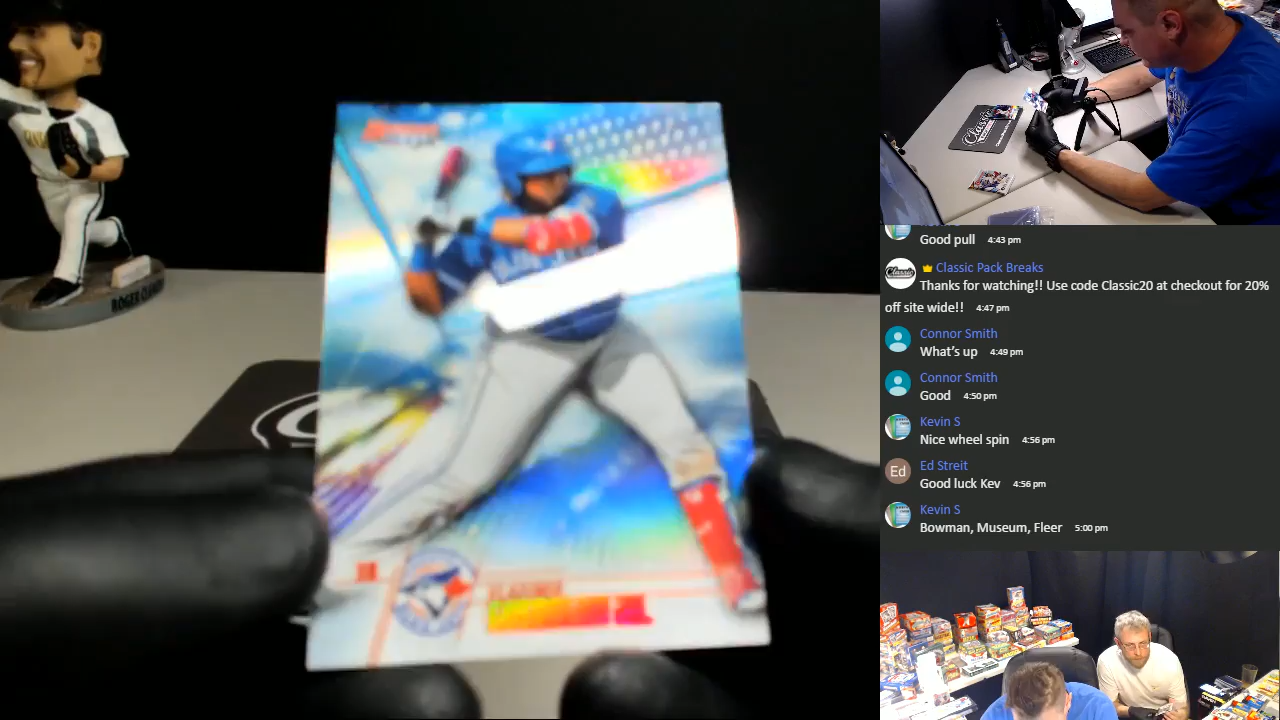 Good pull 4:43 pm
Classic Pack Breaks
Thanks for watching!! Use code Classic20 at checkout for 20%
off site wide!! 4:47 pm
Connor Smith
What's up 4:49 pm
Connor Smith
Good 4:50 pm
Kevin S
Nice wheel spin 4:56 pm
Ed
Ed Streit
Good luck Kev 4:56 pm
Kevin S
Bowman, Museum, Fleer 5:00 pm